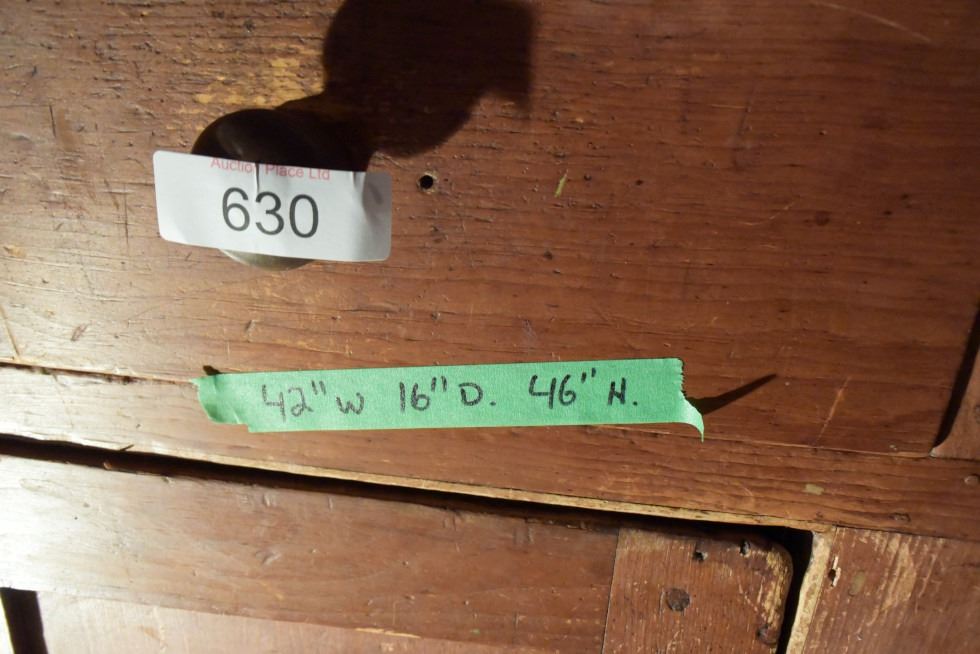 Auction Place Ltd
630
42" W 16" D. 46" H.